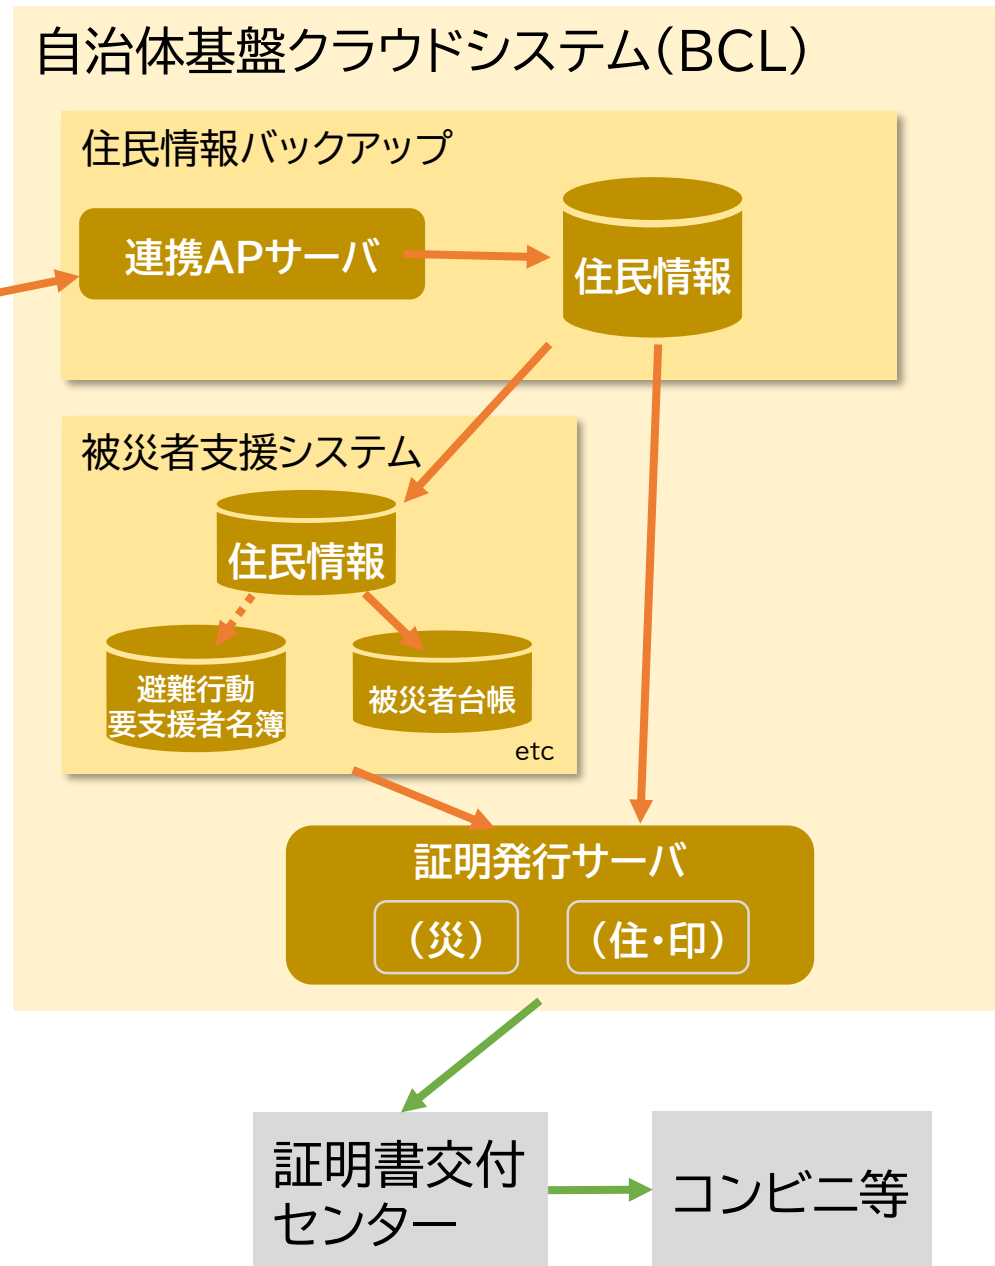 自治体基盤クラウドシステム(BCL)
住民情報バックアップ
連携APサーバ
住民情報
被災者支援システム
住民情報
避難行動
要支援者名簿
被災者台帳
etc
証明発行サーバ
(災)
(住・印)
証明書交付
センター
コンビニ等